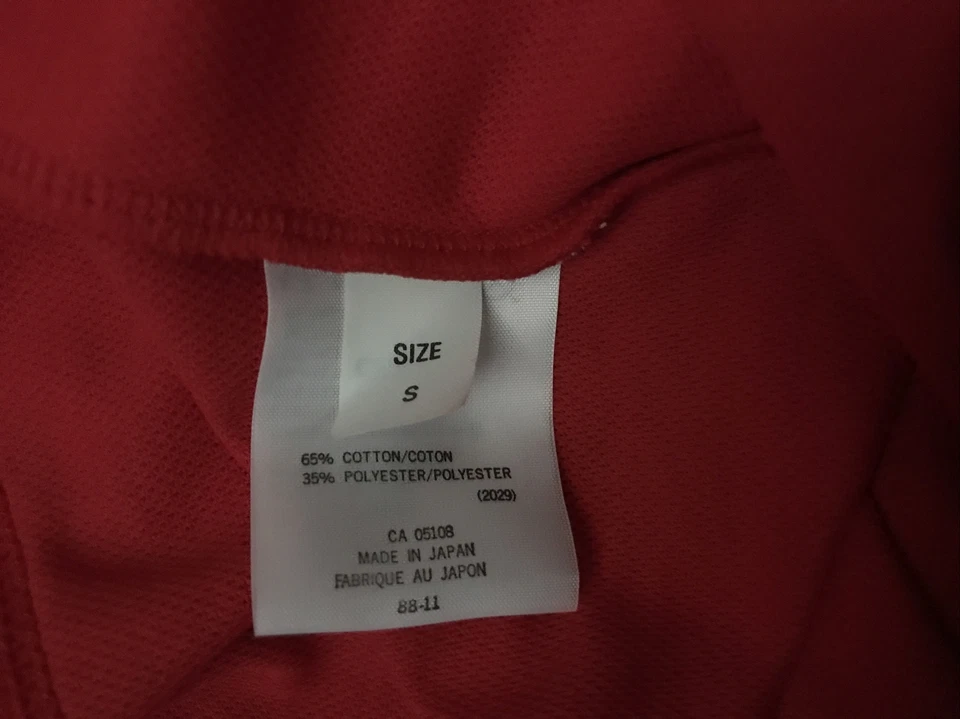 SIZE
S
65% COTTON/COTON
35% POLYESTER/POLYESTER
(2029)
CA 05108
MADE IN JAPAN
FABRIQUE AU JAPON
88-11